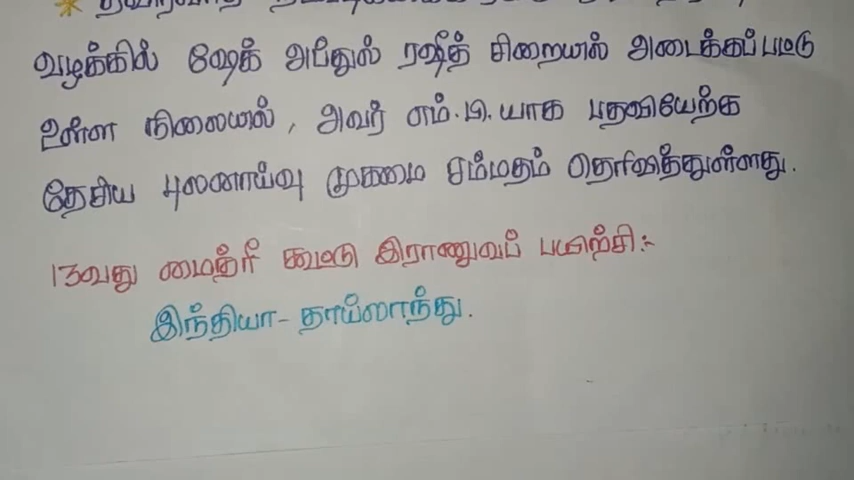 வழக்கில் ஷேக் அப்துல் ரஷீத் சிறையில் அடைக்கப்பட்டு
உள்ள நிலையில், அவர் எம்.பி.யாக பதவியேற்க
தேசிய புலனாய்வு முகமை சம்மதம் தெரிவித்துள்ளது.
13வது மைத்ரீ கூட்டு இராணுவப் பயிற்சி:-
இந்தியா- தாய்லாந்து.